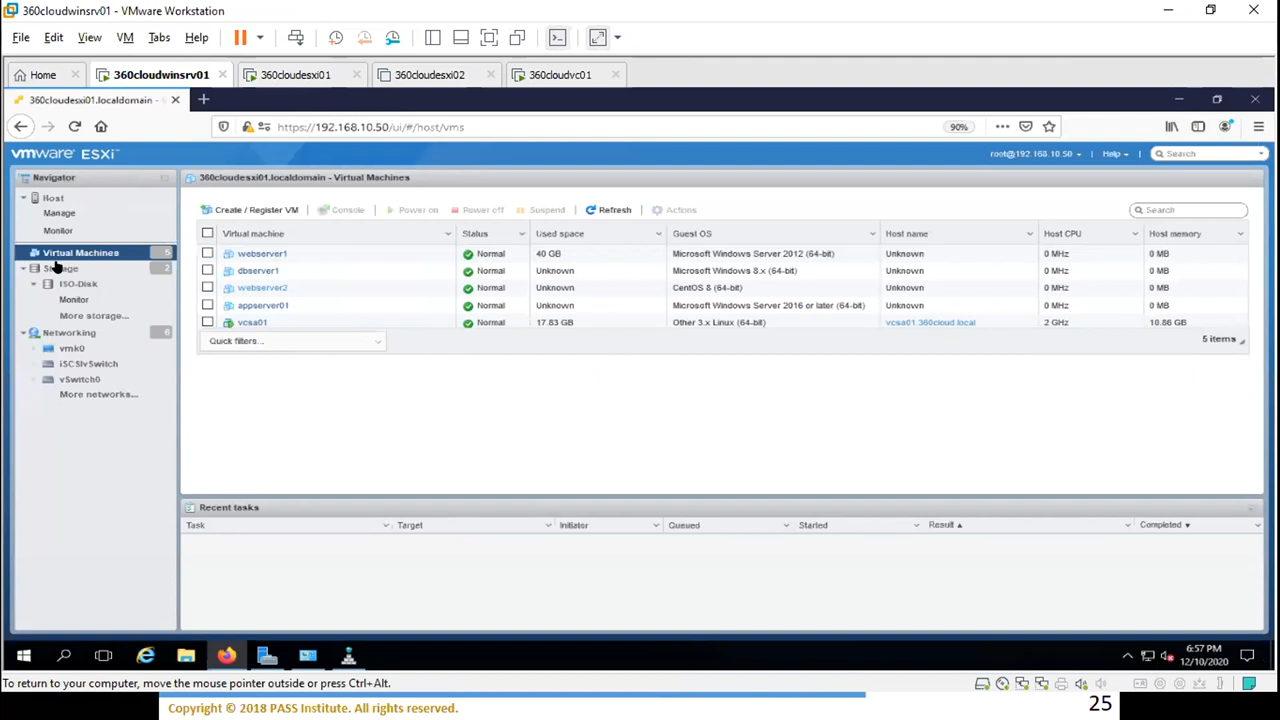 360cloudwinsrv01 - VMware Workstation
File Edit View VM Tabs Help
Home 360cloudwinsrv01 360cloudesxi01 360cloudesxi02 360cloudvc01
360cloudesxi01.localdomain -
https://192.168.10.50/ui/#/host/vms 90%
vmware ESXi root@192.168.10.50 Help Search
Navigator
360cloudesxi01.localdomain - Virtual Machines
Host
Manage
Monitor
Virtual Machines 5
Storage 2
ISO-Disk
Monitor
More storage...
Networking 6
vmk0
iSCSIvSwitch
vSwitch0
More networks...
Create / Register VM Console Power on Power off Suspend Refresh Actions Search
Virtual machine Status Used space Guest OS Host name Host CPU Host memory
webserver1 Normal 40 GB Microsoft Windows Server 2012 (64-bit) Unknown 0 MHz 0 MB
dbserver1 Normal Unknown Microsoft Windows 8.x (64-bit) Unknown 0 MHz 0 MB
webserver2 Normal Unknown CentOS 8 (64-bit) Unknown 0 MHz 0 MB
appserver01 Normal Unknown Microsoft Windows Server 2016 or later (64-bit) Unknown 0 MHz 0 MB
vcsa01 Normal 17.83 GB Other 3.x Linux (64-bit) vcsa01.360cloud.local 2 GHz 10.86 GB
Quick filters... 5 items
Recent tasks
Task Target Initiator Queued Started Result Completed
6:57 PM
12/10/2020
To return to your computer, move the mouse pointer outside or press Ctrl+Alt.
Copyright © 2018 PASS Institute. All rights reserved. 25